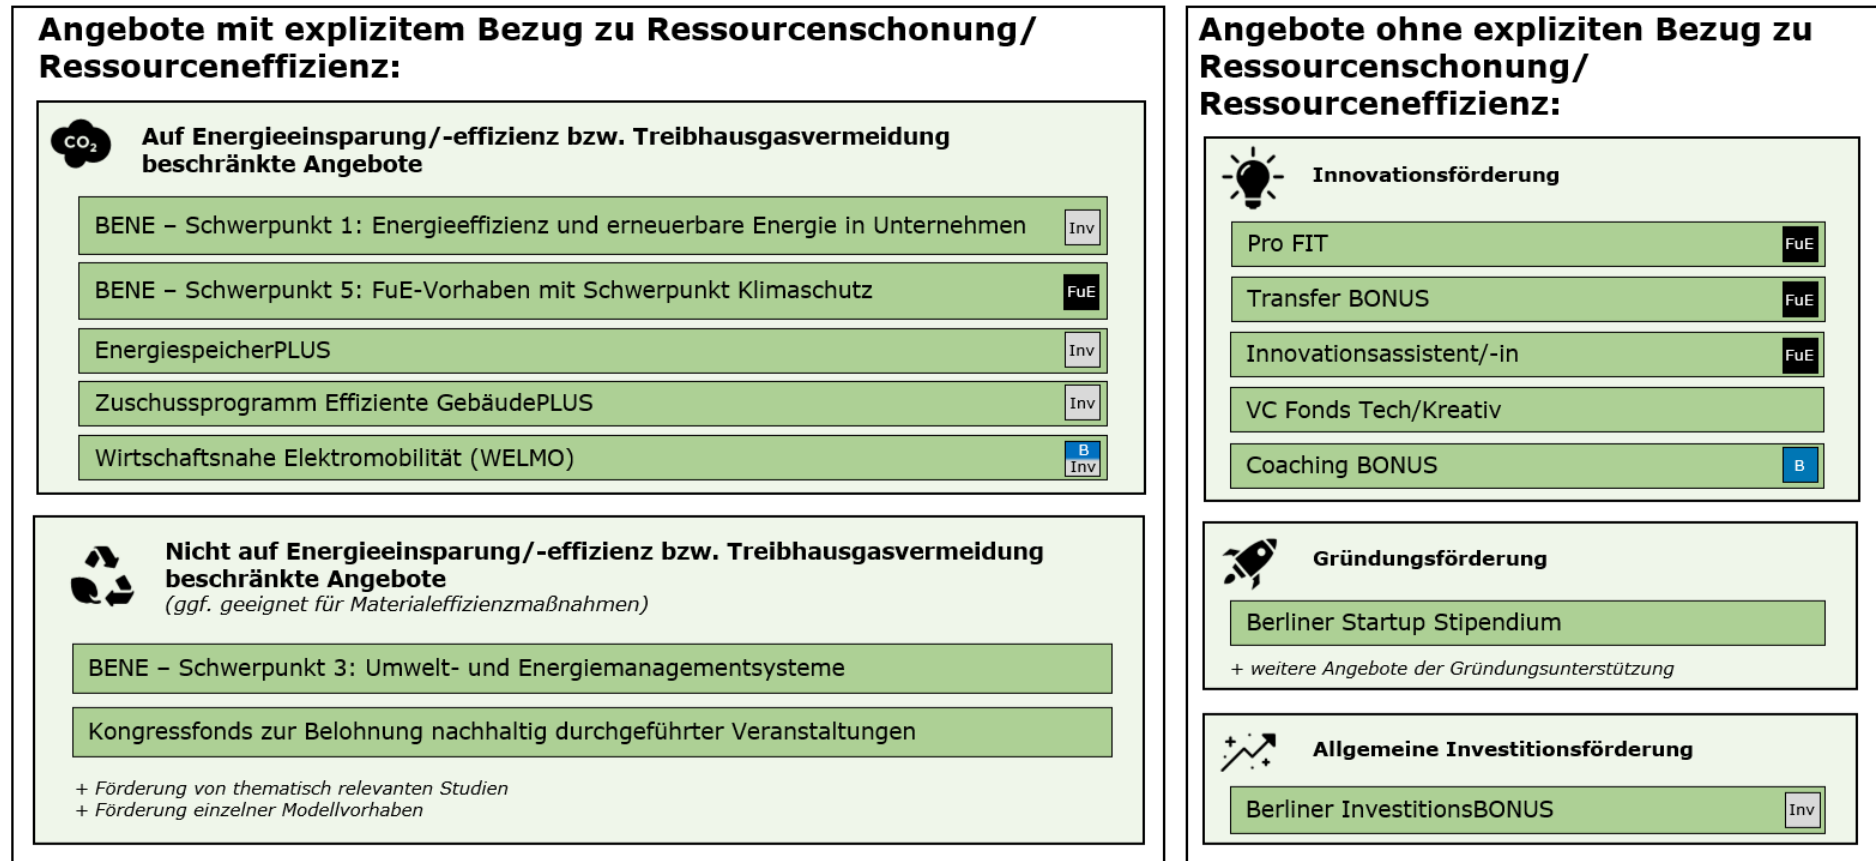 Angebote mit explizitem Bezug zu Ressourcenschonung/
Ressourceneffizienz:
CO₂
Auf Energieeinsparung/-effizienz bzw. Treibhausgasvermeidung
beschränkte Angebote
BENE – Schwerpunkt 1: Energieeffizienz und erneuerbare Energie in Unternehmen
Inv
BENE – Schwerpunkt 5: FuE-Vorhaben mit Schwerpunkt Klimaschutz
FuE
EnergiespeicherPLUS
Inv
Zuschussprogramm Effiziente GebäudePLUS
Inv
Wirtschaftsnahe Elektromobilität (WELMO)
B
Inv
Nicht auf Energieeinsparung/-effizienz bzw. Treibhausgasvermeidung
beschränkte Angebote
(ggf. geeignet für Materialeffizienzmaßnahmen)
BENE – Schwerpunkt 3: Umwelt- und Energiemanagementsysteme
Kongressfonds zur Belohnung nachhaltig durchgeführter Veranstaltungen
+ Förderung von thematisch relevanten Studien
+ Förderung einzelner Modellvorhaben
Angebote ohne expliziten Bezug zu
Ressourcenschonung/
Ressourceneffizienz:
Innovationsförderung
Pro FIT
FuE
Transfer BONUS
FuE
Innovationsassistent/-in
FuE
VC Fonds Tech/Kreativ
Coaching BONUS
B
Gründungsförderung
Berliner Startup Stipendium
+ weitere Angebote der Gründungsunterstützung
Allgemeine Investitionsförderung
Berliner InvestitionsBONUS
Inv